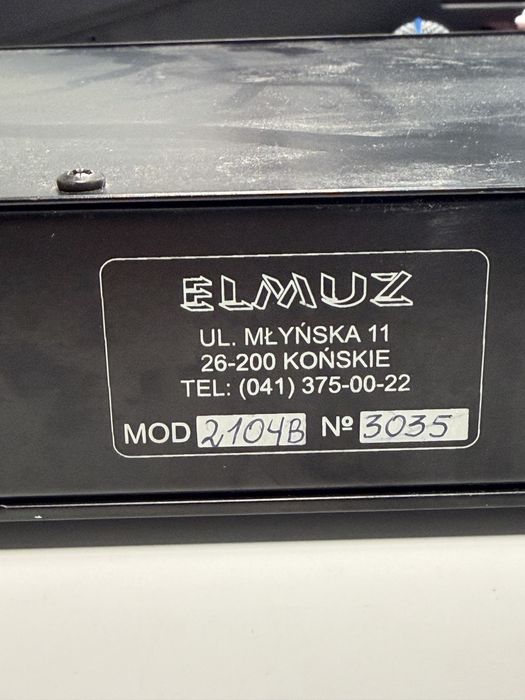 ELMUZ
UL. MŁYŃSKA 11
26-200 KOŃSKIE
TEL: (041) 375-00-22
MOD 2104B Nº 3035